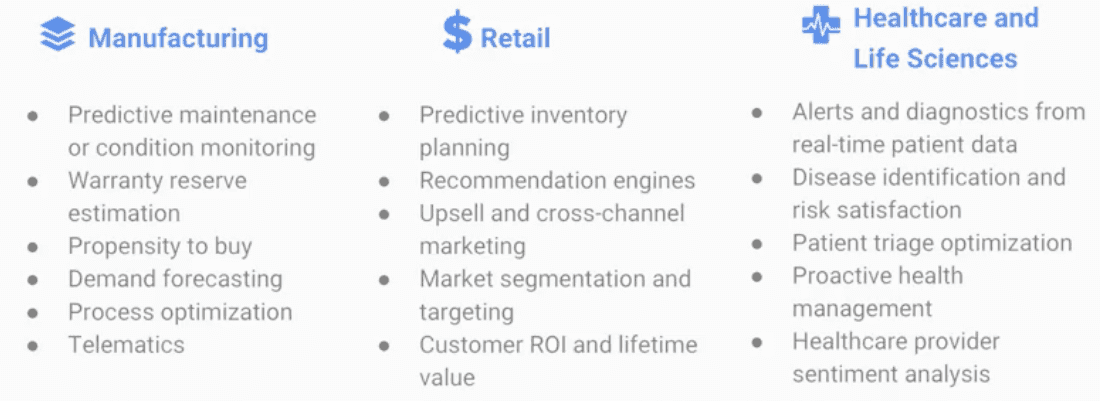 Manufacturing
Predictive maintenance
or condition monitoring
Warranty reserve
estimation
Propensity to buy
Demand forecasting
Process optimization
Telematics
$ Retail
Predictive inventory
planning
Recommendation engines
Upsell and cross-channel
marketing
Market segmentation and
targeting
Customer ROI and lifetime
value
Healthcare and
Life Sciences
Alerts and diagnostics from
real-time patient data
Disease identification and
risk satisfaction
Patient triage optimization
Proactive health
management
Healthcare provider
sentiment analysis